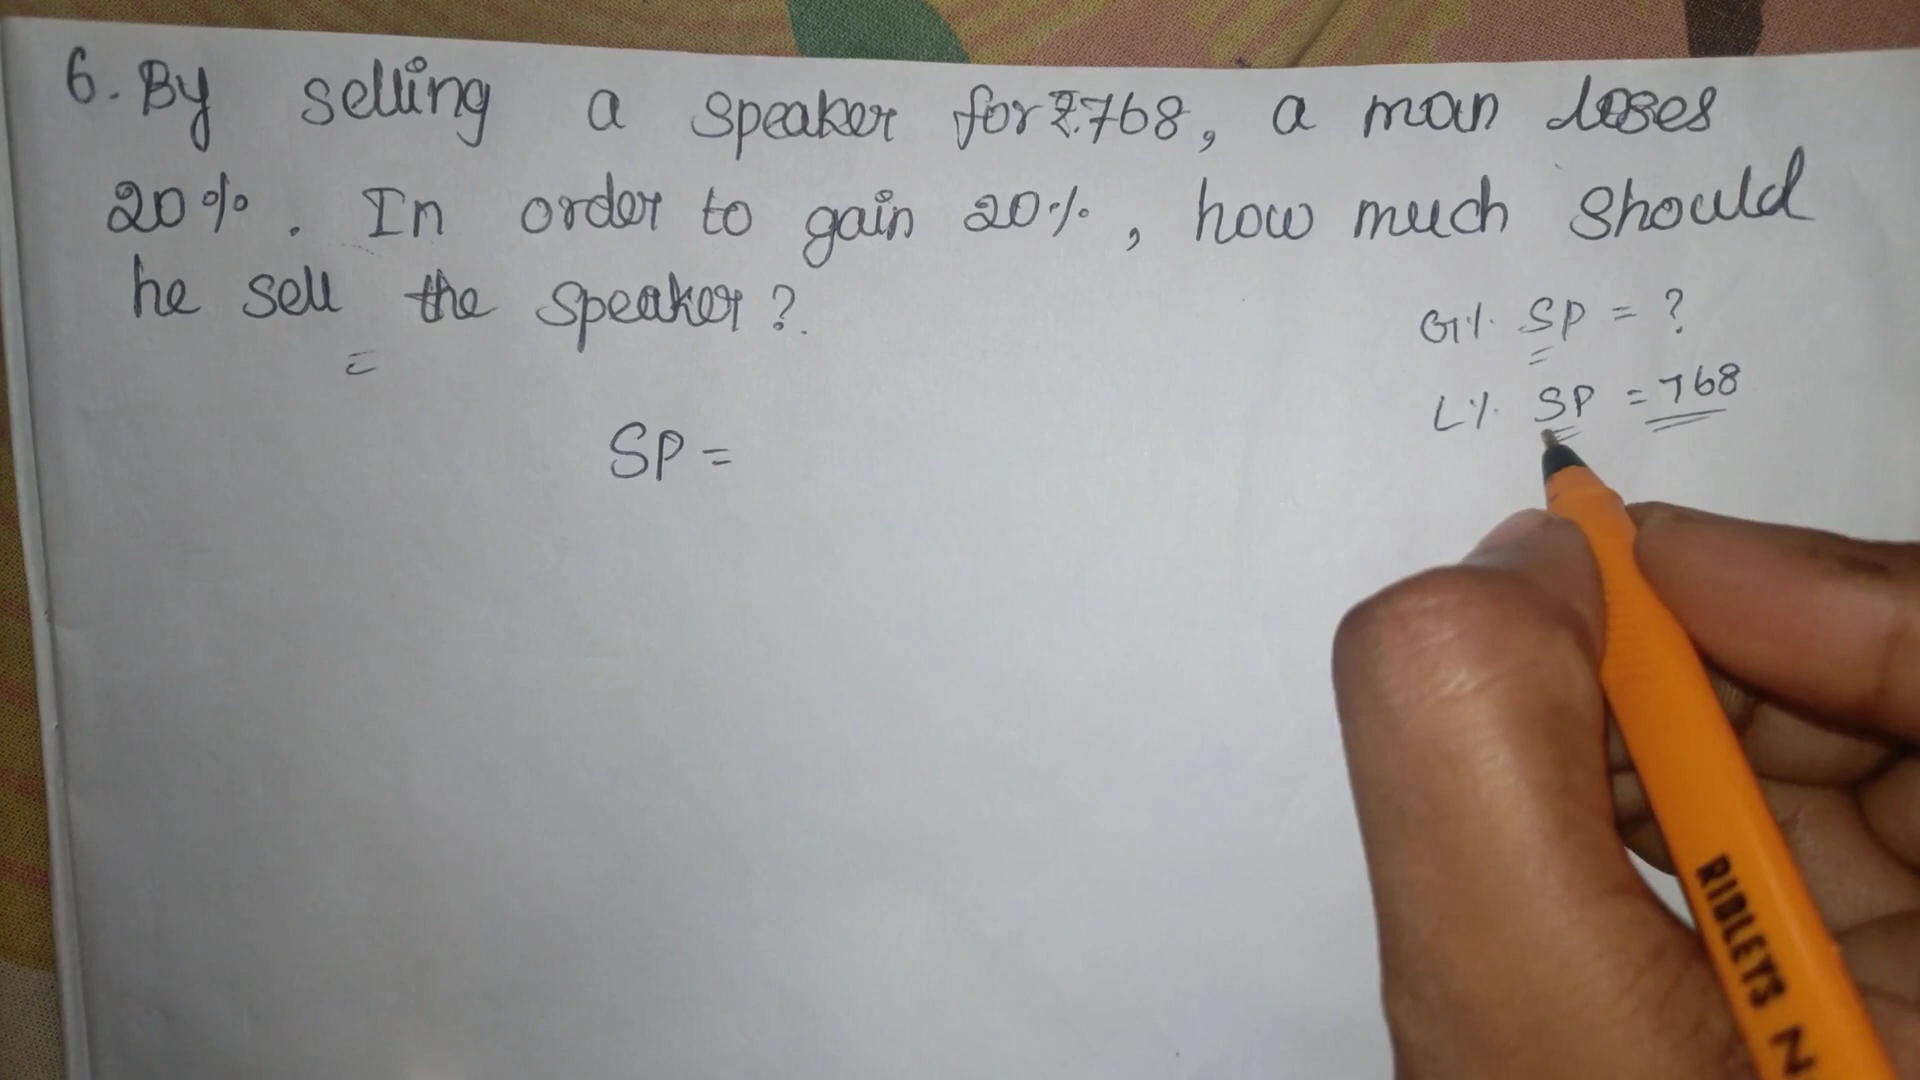 6. By selling a speaker for ₹.768, a man loses
20%. In order to gain 20%, how much should
he sell the speaker?
G% SP = ?
L% SP = 768
SP =
RIDLEYS N